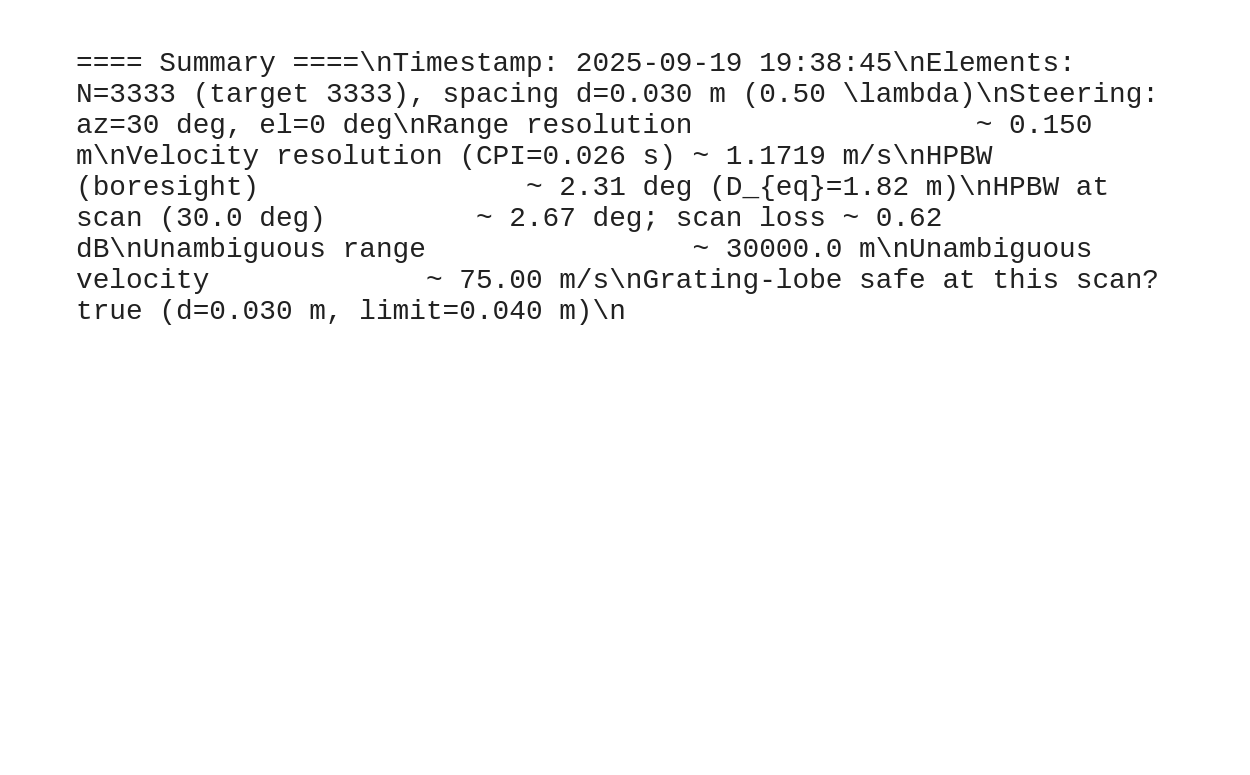 ==== Summary ====\nTimestamp: 2025-09-19 19:38:45\nElements:
N=3333 (target 3333), spacing d=0.030 m (0.50 \lambda)\nSteering:
az=30 deg, el=0 deg\nRange resolution                 ~ 0.150
m\nVelocity resolution (CPI=0.026 s) ~ 1.1719 m/s\nHPBW
(boresight)                ~ 2.31 deg (D_{eq}=1.82 m)\nHPBW at
scan (30.0 deg)         ~ 2.67 deg; scan loss ~ 0.62
dB\nUnambiguous range                ~ 30000.0 m\nUnambiguous
velocity             ~ 75.00 m/s\nGrating-lobe safe at this scan?
true (d=0.030 m, limit=0.040 m)\n